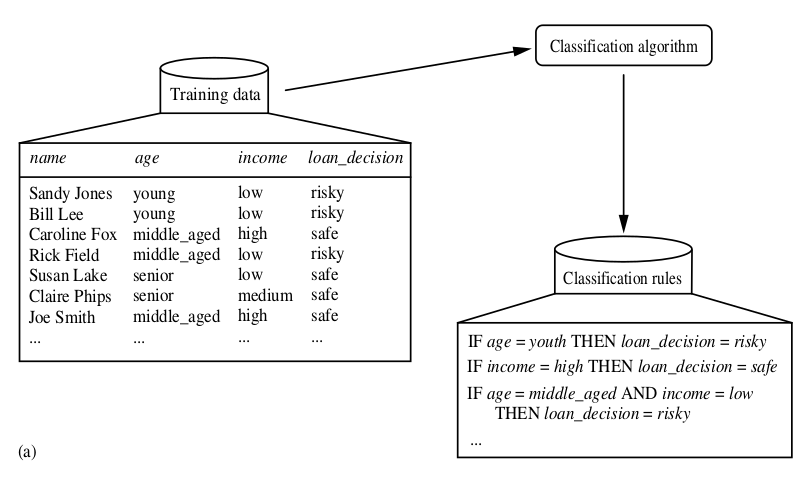 Classification algorithm
Training data
name age income loan_decision
Sandy Jones young low risky
Bill Lee young low risky
Caroline Fox middle_aged high safe
Rick Field middle_aged low risky
Susan Lake senior low safe
Claire Phips senior medium safe
Joe Smith middle_aged high safe
... ... ... ...
Classification rules
IF age = youth THEN loan_decision = risky
IF income = high THEN loan_decision = safe
IF age = middle_aged AND income = low
THEN loan_decision = risky
...
(a)